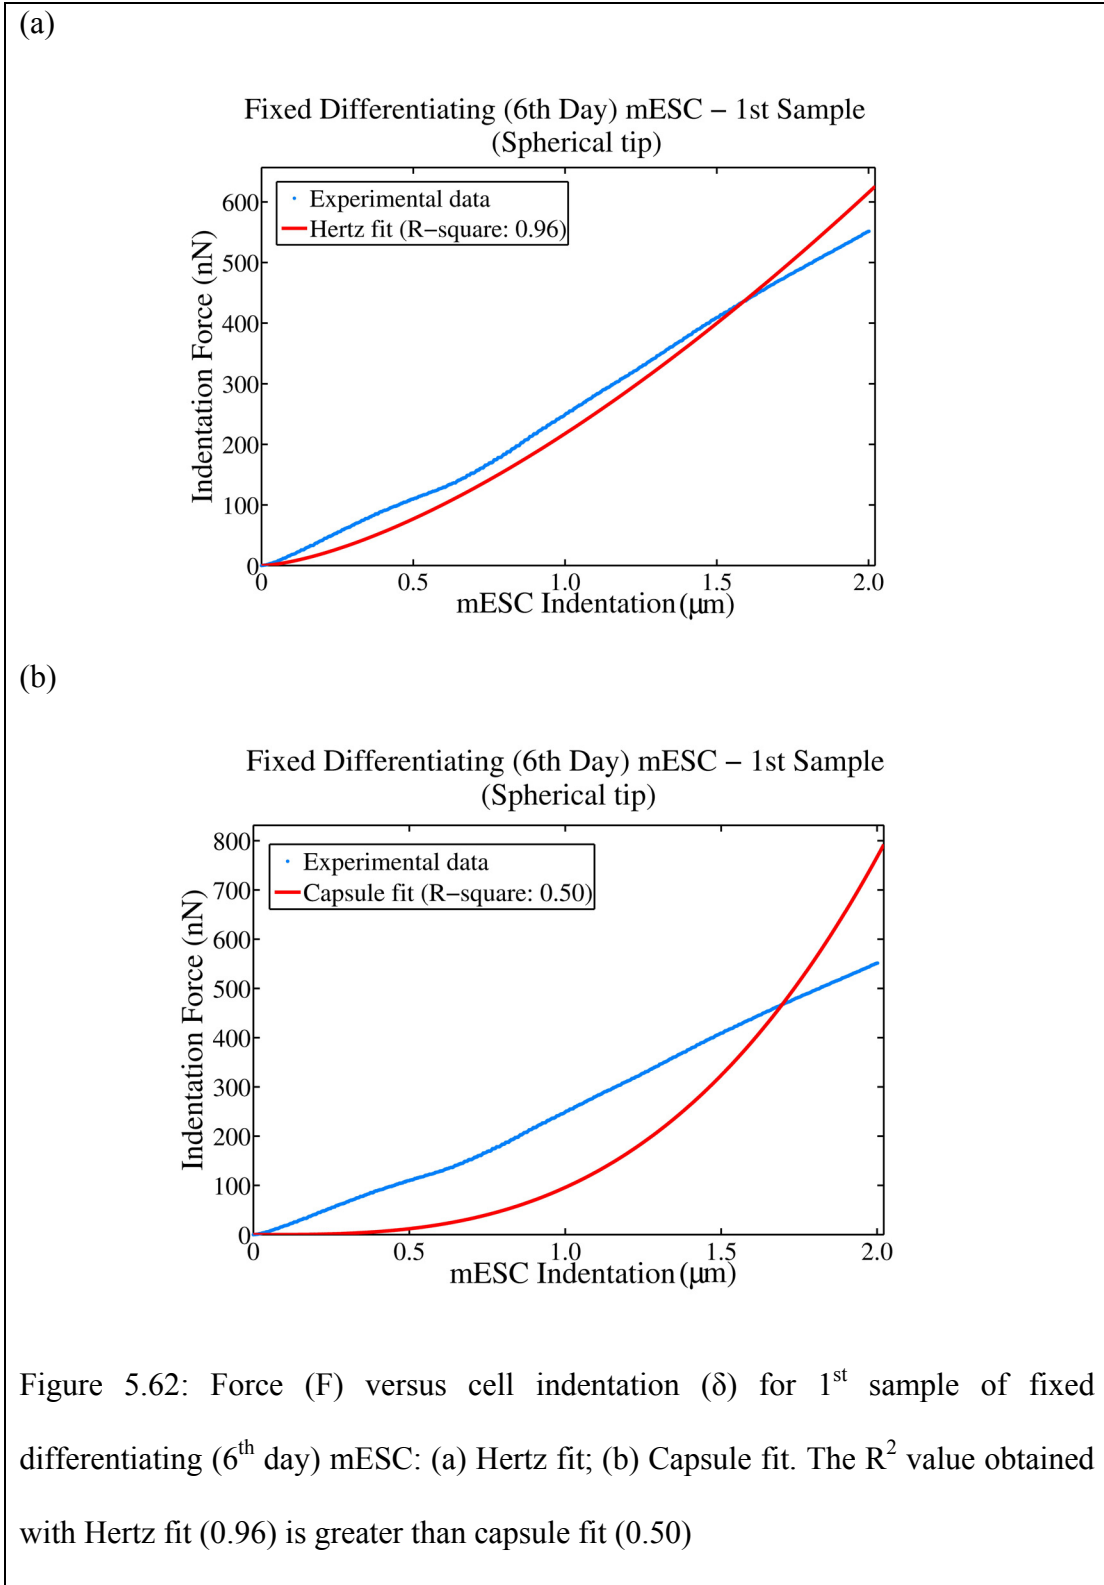 (a)
Fixed Differentiating (6th Day) mESC – 1st Sample
(Spherical tip)
Experimental data
Hertz fit (R−square: 0.96)
Indentation Force (nN)
600
500
400
300
200
100
0
0 0.5 1.0 1.5 2.0
mESC Indentation (μm)
(b)
Fixed Differentiating (6th Day) mESC – 1st Sample
(Spherical tip)
Experimental data
Capsule fit (R−square: 0.50)
Indentation Force (nN)
800
700
600
500
400
300
200
100
0
0 0.5 1.0 1.5 2.0
mESC Indentation (μm)
Figure 5.62: Force (F) versus cell indentation (δ) for 1st sample of fixed
differentiating (6th day) mESC: (a) Hertz fit; (b) Capsule fit. The R2 value obtained
with Hertz fit (0.96) is greater than capsule fit (0.50)